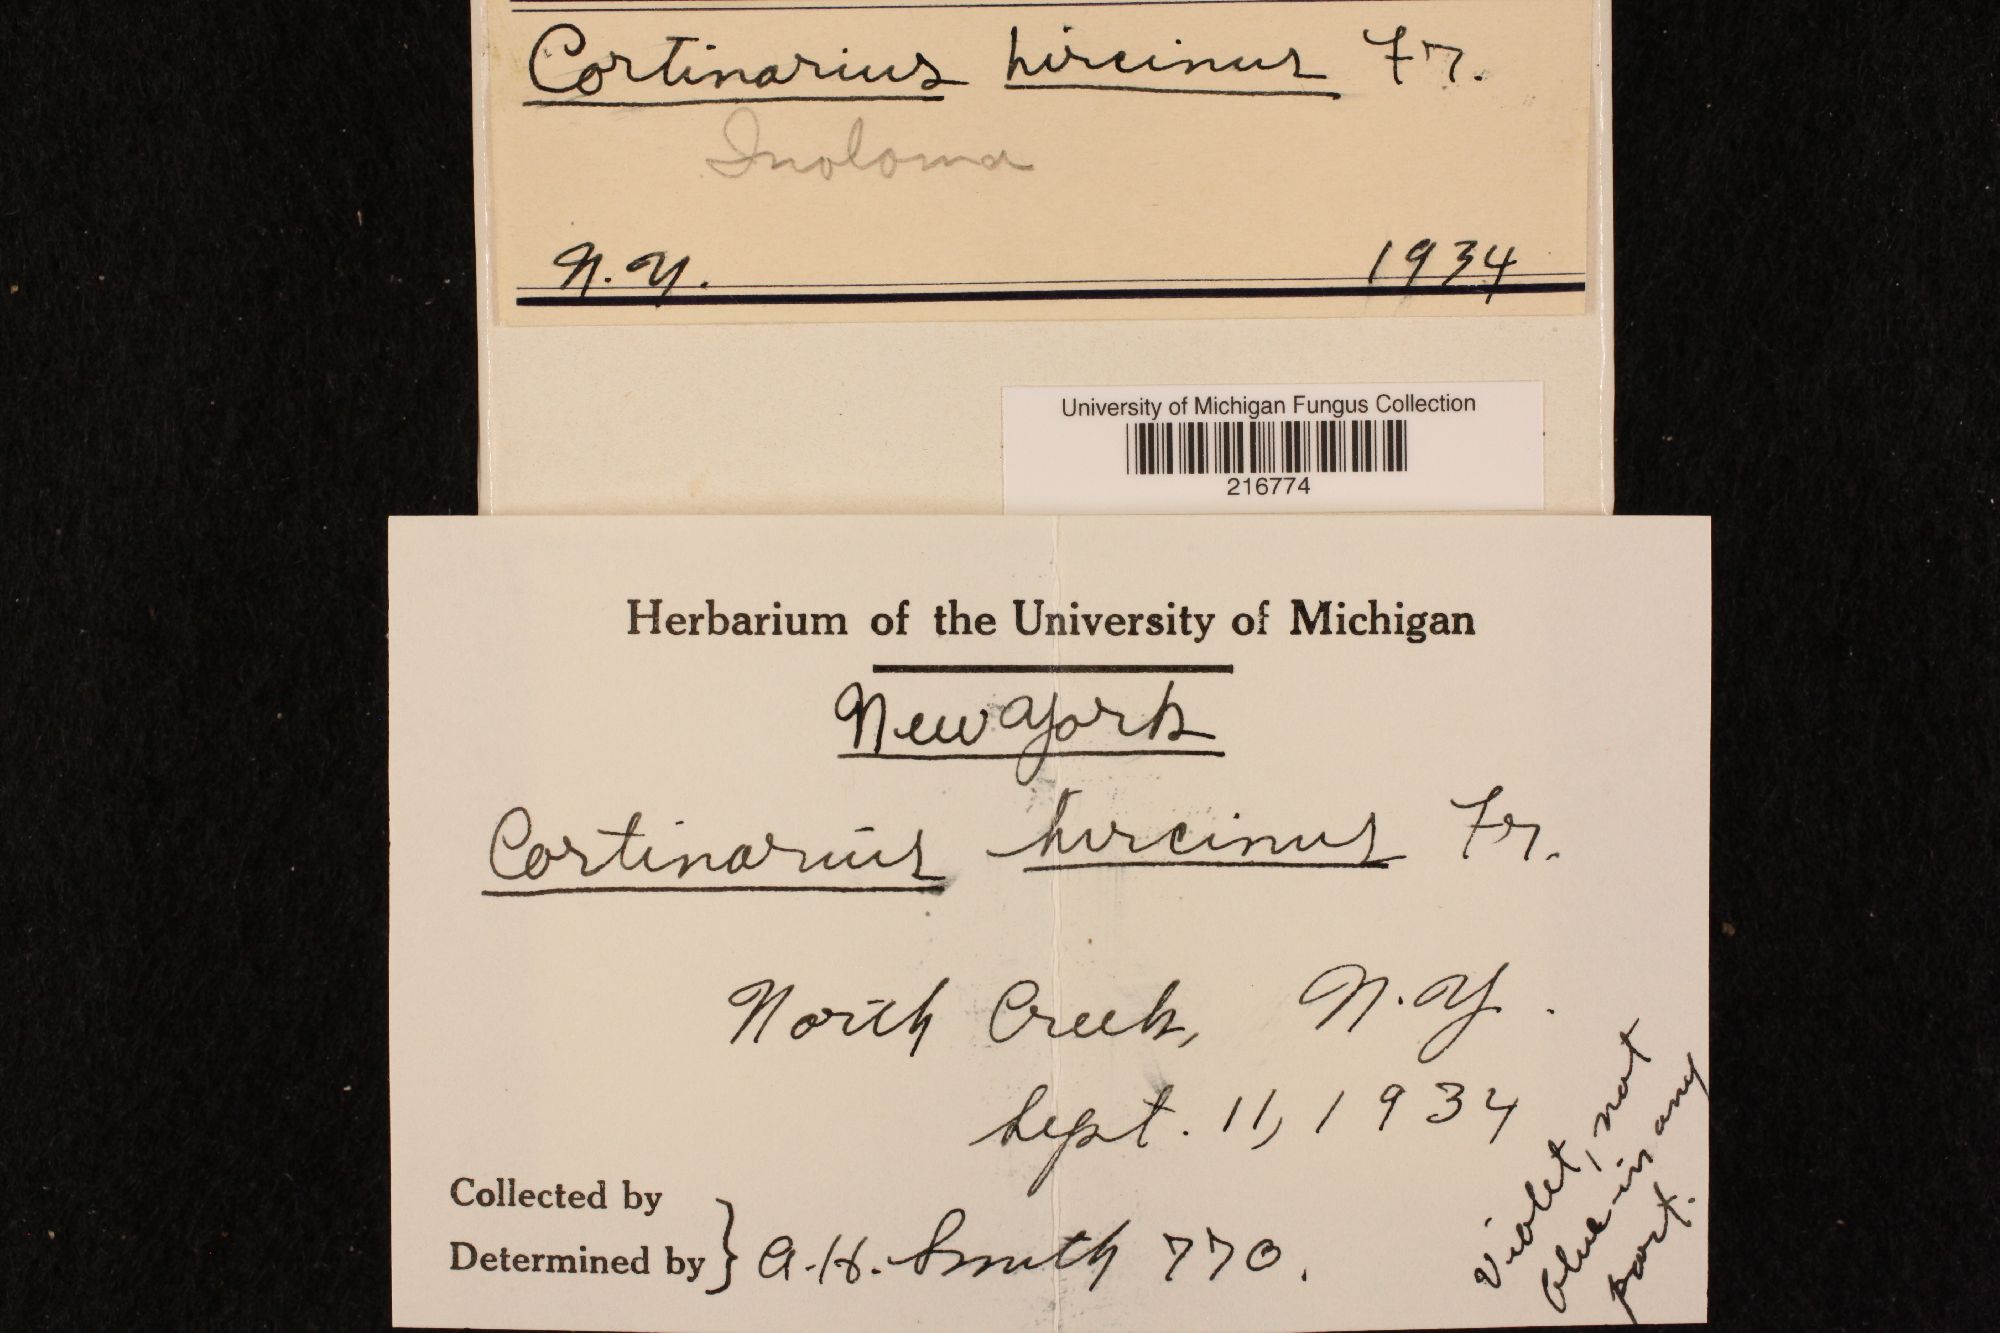 Cortinarius hircinus Fr.
Inoloma
N.Y. 1934
University of Michigan Fungus Collection
216774
Herbarium of the University of Michigan
New York
Cortinarius hircinus Fr.
North Creek, N.Y.
Sept. 11, 1934
Collected by
Determined by } A.H. Smith 770.
Violet, not
blue in any
part.